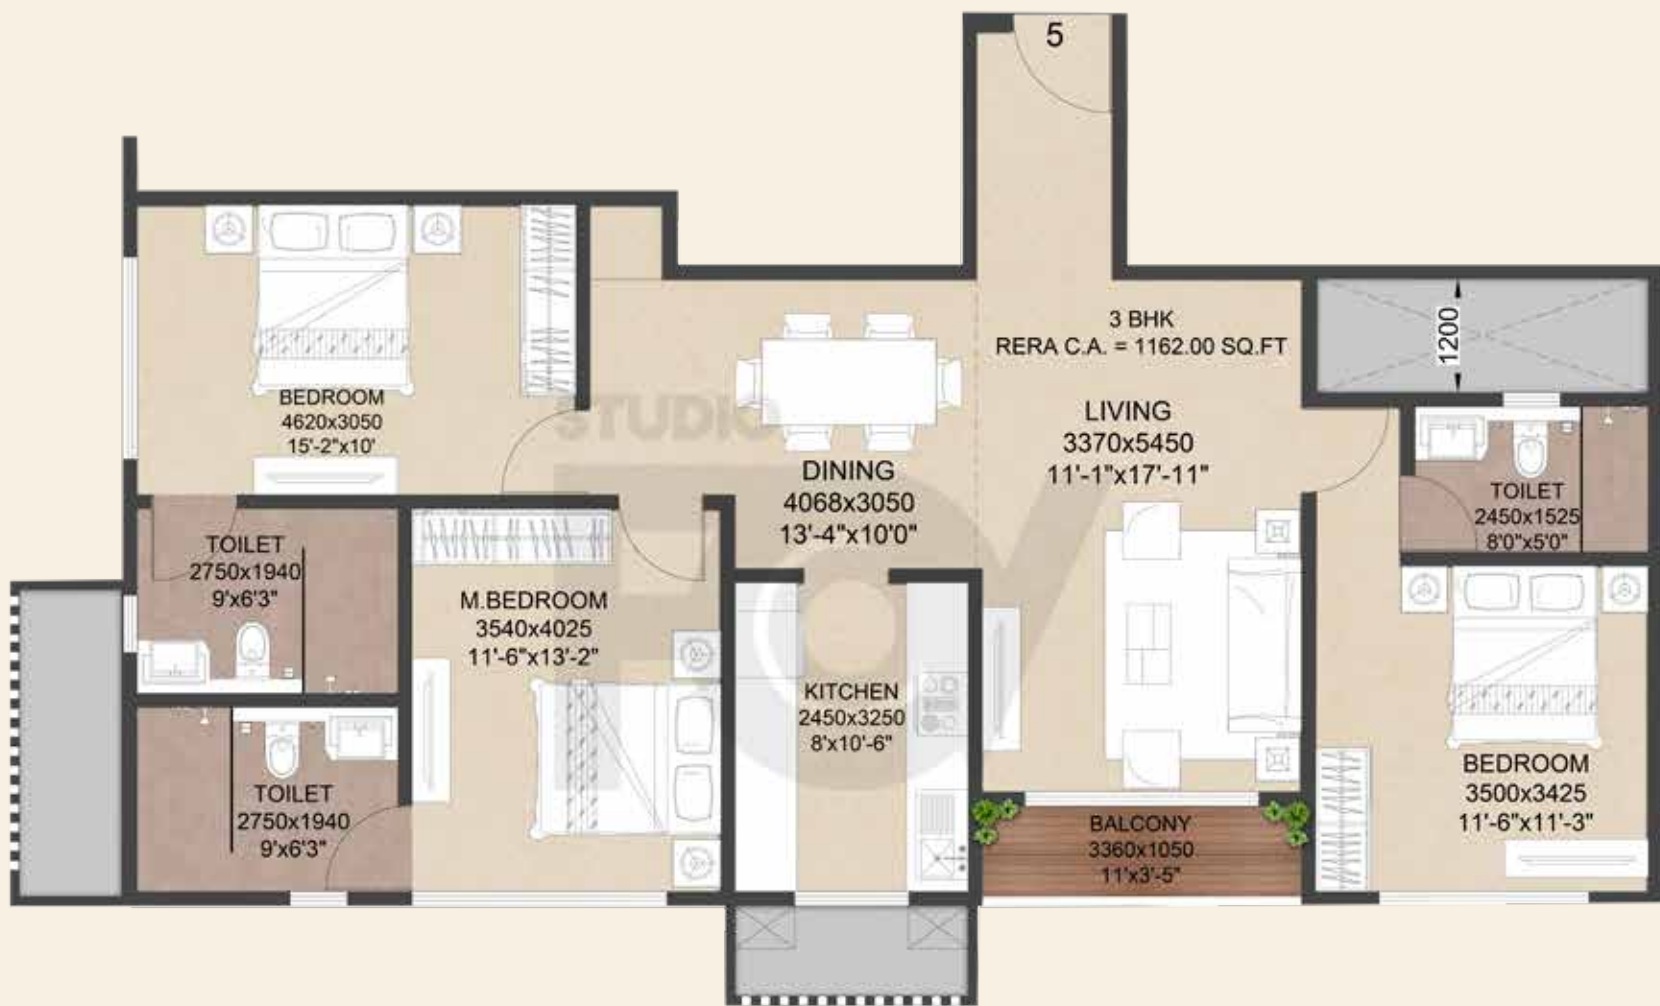 5
3 BHK
RERA C.A. = 1162.00 SQ.FT
1200
BEDROOM
4620x3050
15'-2"x10'
STUDIO
LIVING
3370x5450
11'-1"x17'-11"
DINING
4068x3050
13'-4"x10'0"
TOILET
2450x1525
8'0"x5'0"
TOILET
2750x1940
9'x6'3"
M.BEDROOM
3540x4025
11'-6"x13'-2"
KITCHEN
2450x3250
8'x10'-6"
BEDROOM
3500x3425
11'-6"x11'-3"
TOILET
2750x1940
9'x6'3"
BALCONY
3360x1050
11'x3'-5"